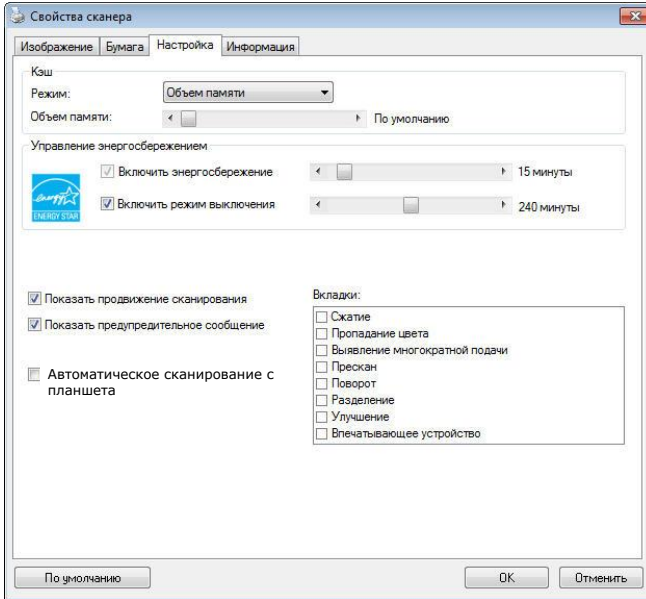 Свойства сканера
Изображение Бумага Настройка Информация
Кэш
Режим: Объем памяти
Объем памяти: По умолчанию
Управление энергосбережением
Включить энергосбережение 15 минуты
energy
ENERGY STAR
Включить режим выключения 240 минуты
Показать продвижение сканирования
Показать предупредительное сообщение
Автоматическое сканирование с
планшета
Вкладки:
Сжатие
Пропадание цвета
Выявление многократной подачи
Прескан
Поворот
Разделение
Улучшение
Впечатывающее устройство
По умолчанию OK Отменить